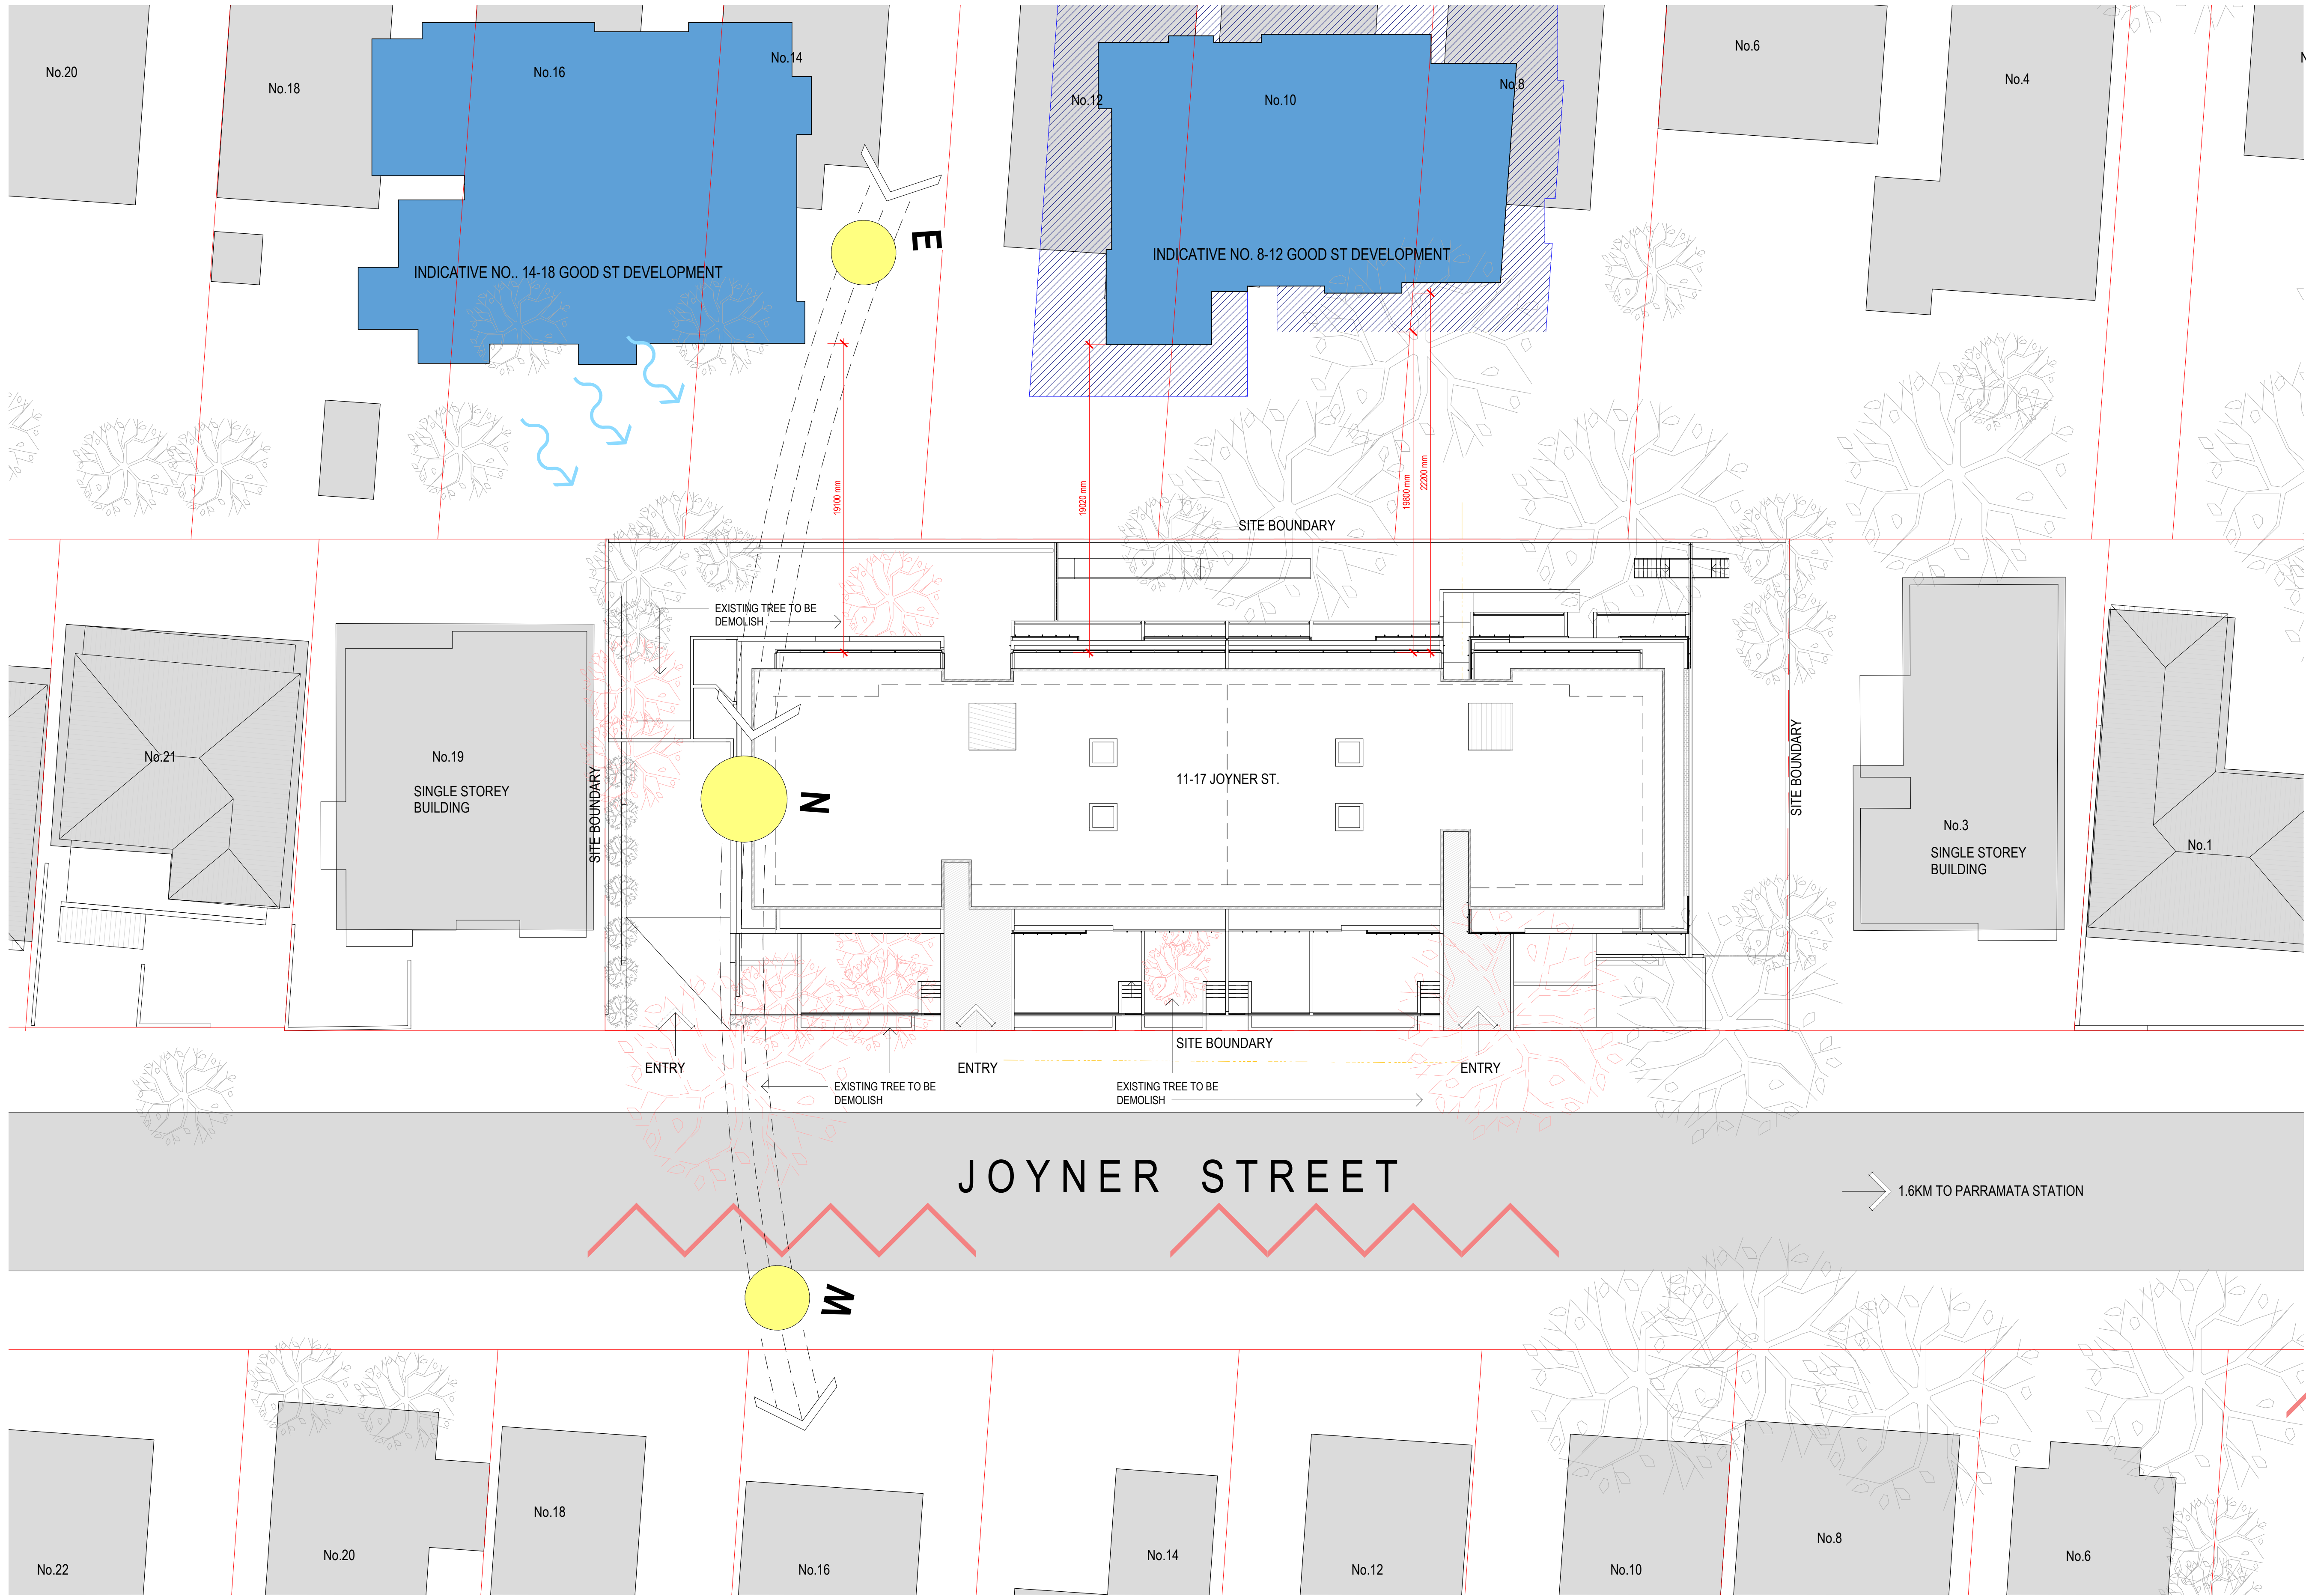 No.20
No.18
No.16
No.14
No.12
No.10
No.8
No.6
No.4
E
INDICATIVE NO.. 14-18 GOOD ST DEVELOPMENT
INDICATIVE NO. 8-12 GOOD ST DEVELOPMENT
19100 mm
19020 mm
19800 mm
22200 mm
SITE BOUNDARY
EXISTING TREE TO BE
DEMOLISH
No.21
No.19
SINGLE STOREY
BUILDING
SITE BOUNDARY
N
11-17 JOYNER ST.
SITE BOUNDARY
No.3
SINGLE STOREY
BUILDING
No.1
ENTRY
ENTRY
SITE BOUNDARY
ENTRY
EXISTING TREE TO BE
DEMOLISH
EXISTING TREE TO BE
DEMOLISH
JOYNER STREET
1.6KM TO PARRAMATA STATION
W
No.22
No.20
No.18
No.16
No.14
No.12
No.10
No.8
No.6